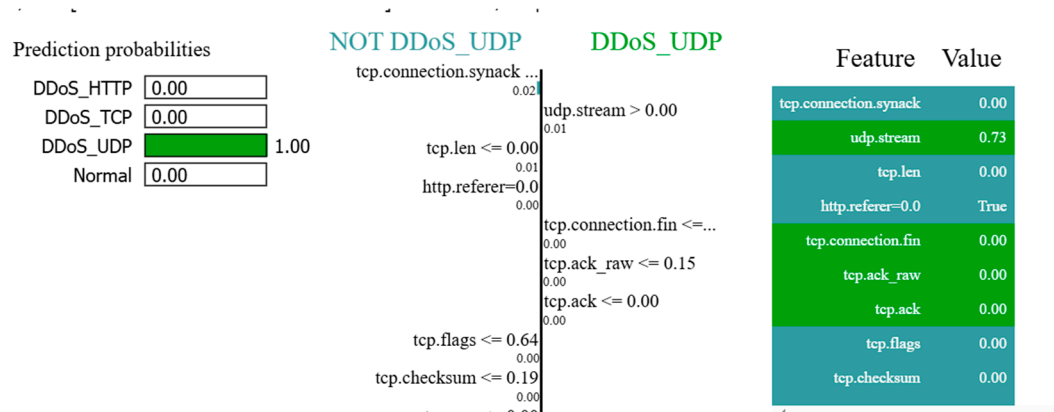 Prediction probabilities
DDoS_HTTP 0.00
DDoS_TCP 0.00
DDoS_UDP 1.00
Normal 0.00
NOT DDoS_UDP DDoS_UDP
tcp.connection.synack ...
0.02
udp.stream > 0.00
0.01
tcp.len <= 0.00
0.01
http.referer=0.0
0.00
tcp.connection.fin <=...
0.00
tcp.ack_raw <= 0.15
0.00
tcp.ack <= 0.00
0.00
tcp.flags <= 0.64
0.00
tcp.checksum <= 0.19
0.00
Feature Value
tcp.connection.synack 0.00
udp.stream 0.73
tcp.len 0.00
http.referer=0.0 True
tcp.connection.fin 0.00
tcp.ack_raw 0.00
tcp.ack 0.00
tcp.flags 0.00
tcp.checksum 0.00